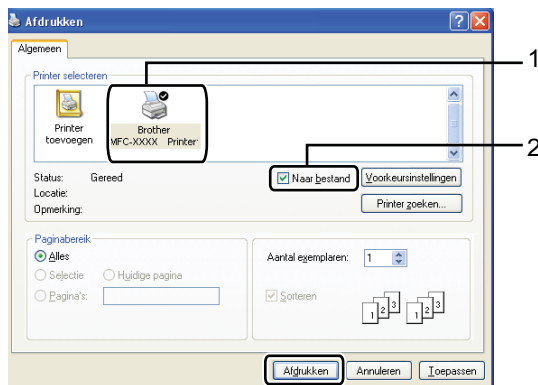 Afdrukken
Algemeen
Printer selecteren
1
Printer toevoegen
Brother MFC-XXXX Printer
2
Status: Gereed
Naar bestand
Voorkeursinstellingen
Locatie:
Opmerking:
Printer zoeken...
Paginabereik
Alles
Selectie
Huidige pagina
Pagina's:
Aantal exemplaren: 1
Sorteren
1 2 3
1 2 3
Afdrukken
Annuleren
Toepassen